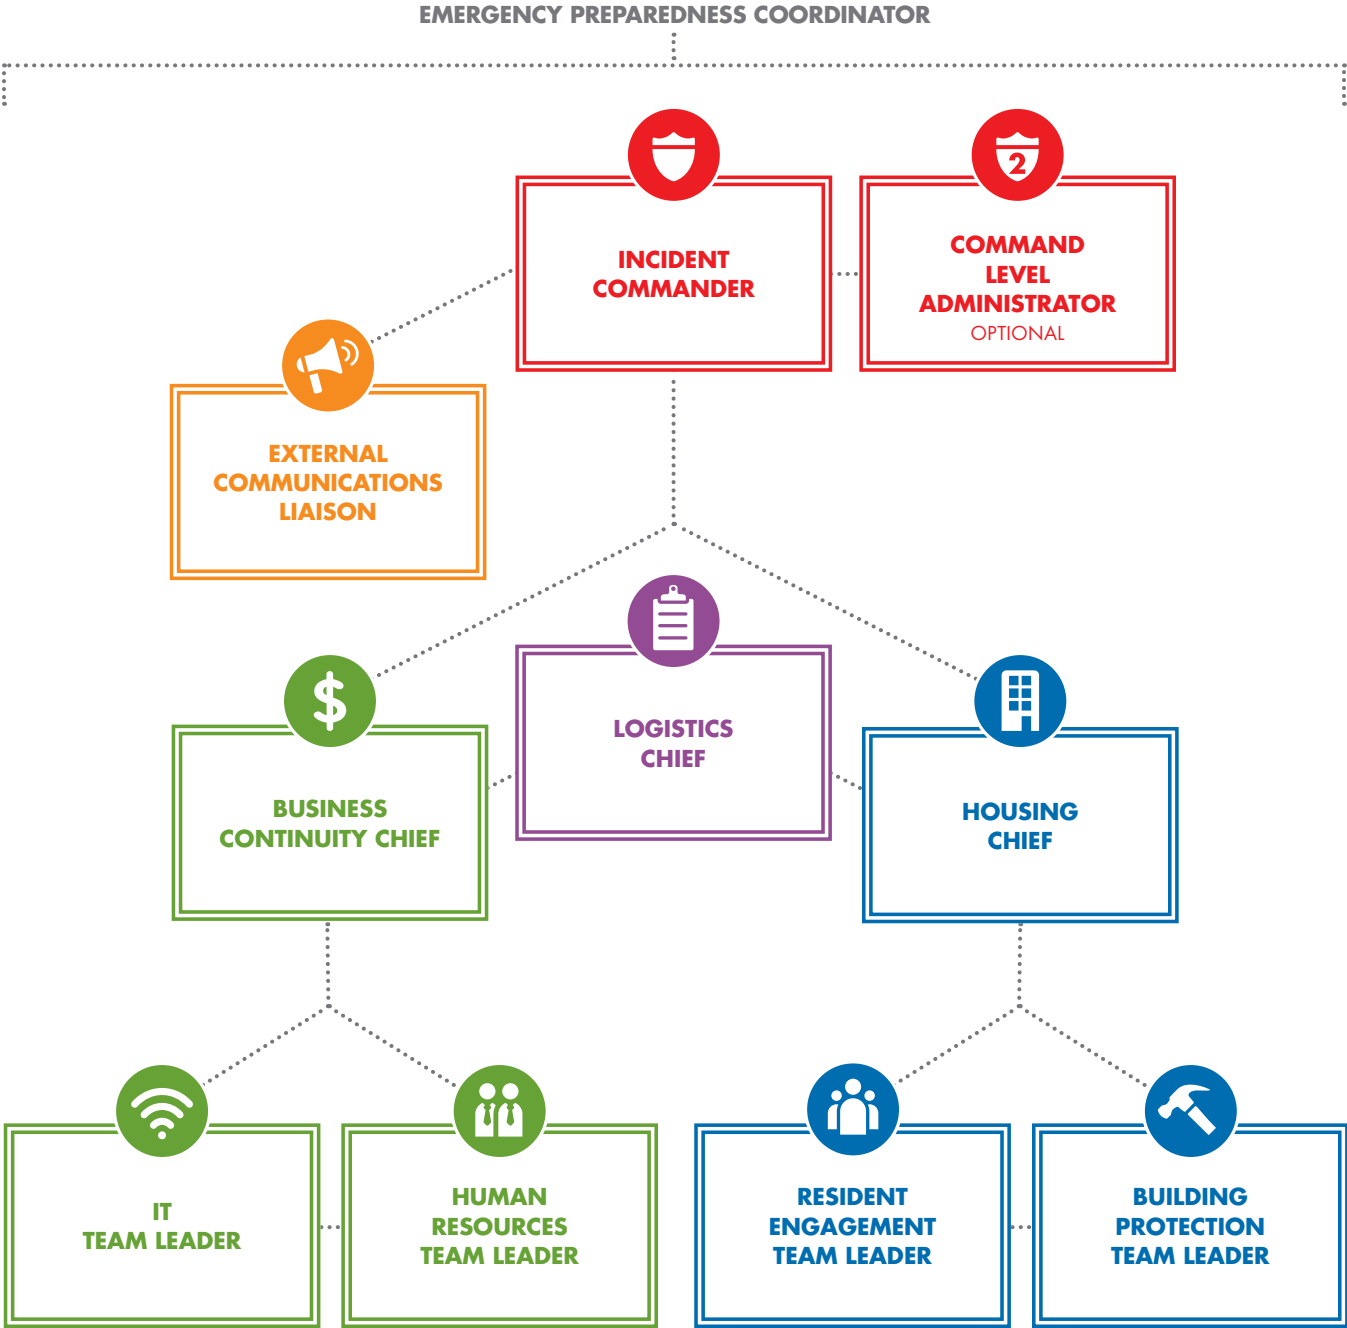 EMERGENCY PREPAREDNESS COORDINATOR
2
INCIDENT
COMMANDER
COMMAND
LEVEL
ADMINISTRATOR
OPTIONAL
EXTERNAL
COMMUNICATIONS
LIAISON
$
LOGISTICS
CHIEF
BUSINESS
CONTINUITY CHIEF
HOUSING
CHIEF
IT
TEAM LEADER
HUMAN
RESOURCES
TEAM LEADER
RESIDENT
ENGAGEMENT
TEAM LEADER
BUILDING
PROTECTION
TEAM LEADER